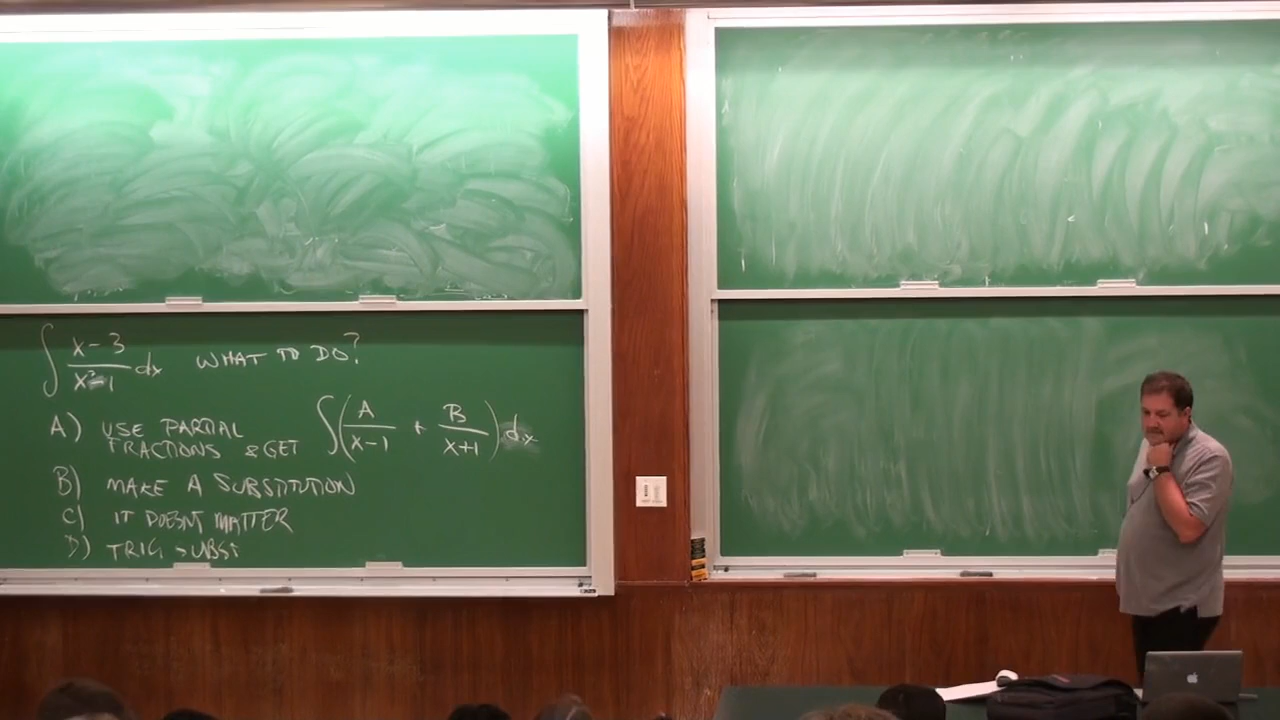 ∫ (x-3)/(x²-1) dx WHAT TO DO?
A) USE PARTIAL FRACTIONS & GET ∫(A/(x-1) + B/(x+1)) dx
B) MAKE A SUBSTITUTION
C) IT DOESNT MATTER
D) TRIG SUBST